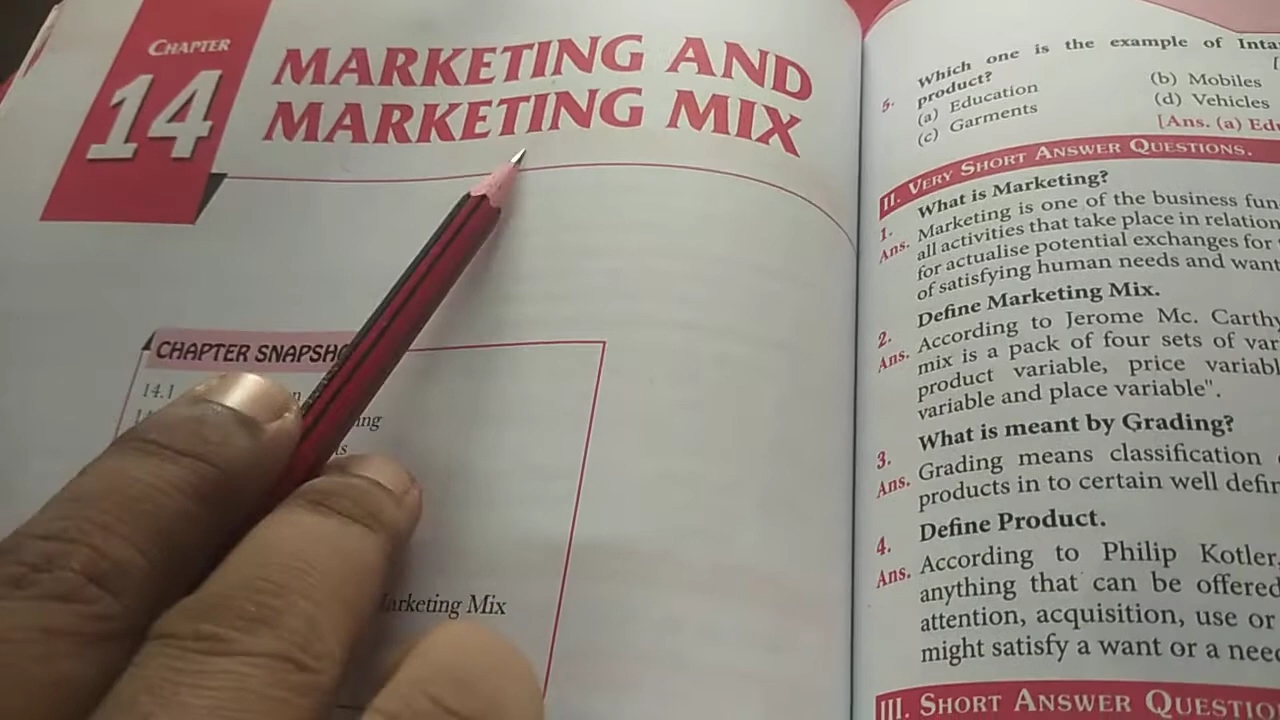 CHAPTER
14
MARKETING AND
MARKETING MIX
CHAPTER SNAPSH
14.1
Marketing Mix
5. Which one is the example of
product?
(a) Education (b) Mobiles
(c) Garments (d) Vehicles
[Ans. (a)
II. VERY SHORT ANSWER QUESTIONS.
1. What is Marketing?
Ans. Marketing is one of the business
all activities that take place in relation
for actualise potential exchanges for
of satisfying human needs and want
2. Define Marketing Mix.
Ans. According to Jerome Mc. Carthy
mix is a pack of four sets of
product variable, price
variable and place variable".
3. What is meant by Grading?
Ans. Grading means classification
products in to certain well
4. Define Product.
Ans. According to Philip Kotler,
anything that can be offered
attention, acquisition, use or
might satisfy a want or a
III. SHORT ANSWER